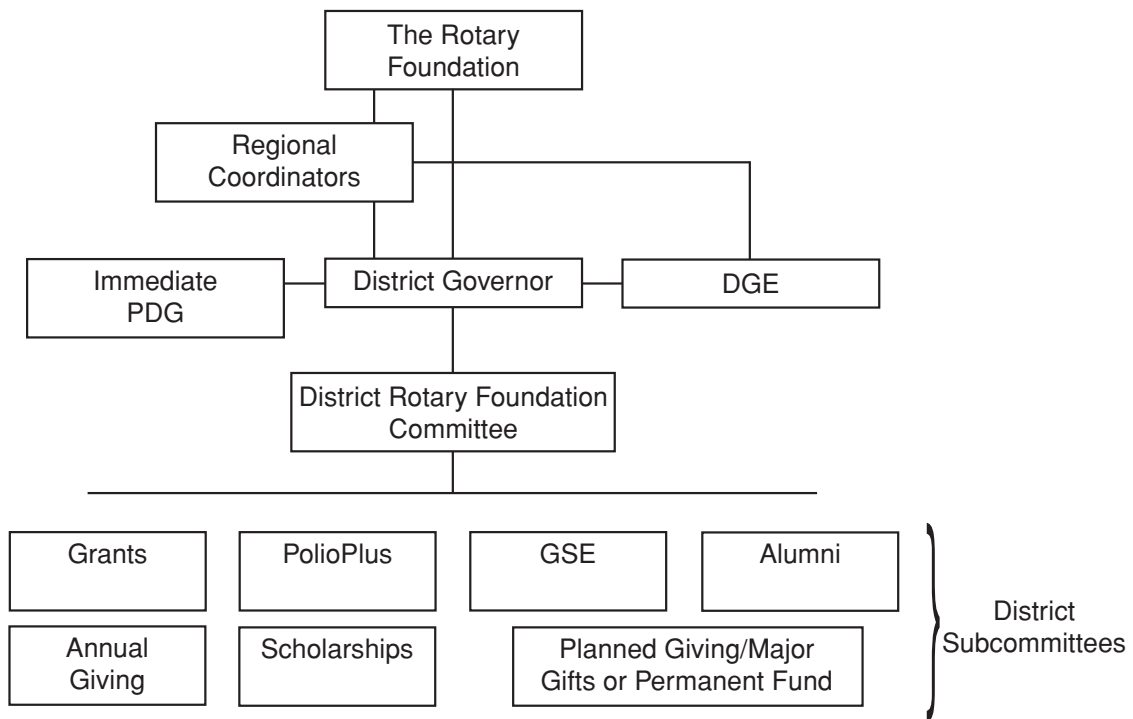 The Rotary
Foundation
Regional
Coordinators
Immediate
PDG
District Governor
DGE
District Rotary Foundation
Committee
Grants
PolioPlus
GSE
Alumni
Annual
Giving
Scholarships
Planned Giving/Major
Gifts or Permanent Fund
District
Subcommittees